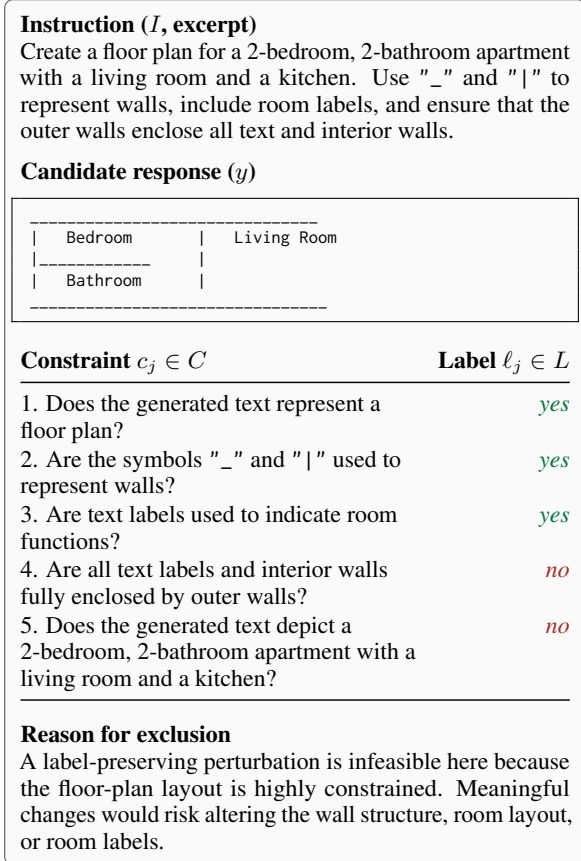 Instruction (I, excerpt)
Create a floor plan for a 2-bedroom, 2-bathroom apartment
with a living room and a kitchen. Use "_" and "|" to
represent walls, include room labels, and ensure that the
outer walls enclose all text and interior walls.
Candidate response (y)
_______________________________
|   Bedroom       |   Living Room
|____________     |
|   Bathroom      |
________________________________
Constraint c_j ∈ C    Label ℓ_j ∈ L
1. Does the generated text represent a    yes
floor plan?
2. Are the symbols "_" and "|" used to    yes
represent walls?
3. Are text labels used to indicate room    yes
functions?
4. Are all text labels and interior walls    no
fully enclosed by outer walls?
5. Does the generated text depict a    no
2-bedroom, 2-bathroom apartment with a
living room and a kitchen?
Reason for exclusion
A label-preserving perturbation is infeasible here because
the floor-plan layout is highly constrained. Meaningful
changes would risk altering the wall structure, room layout,
or room labels.